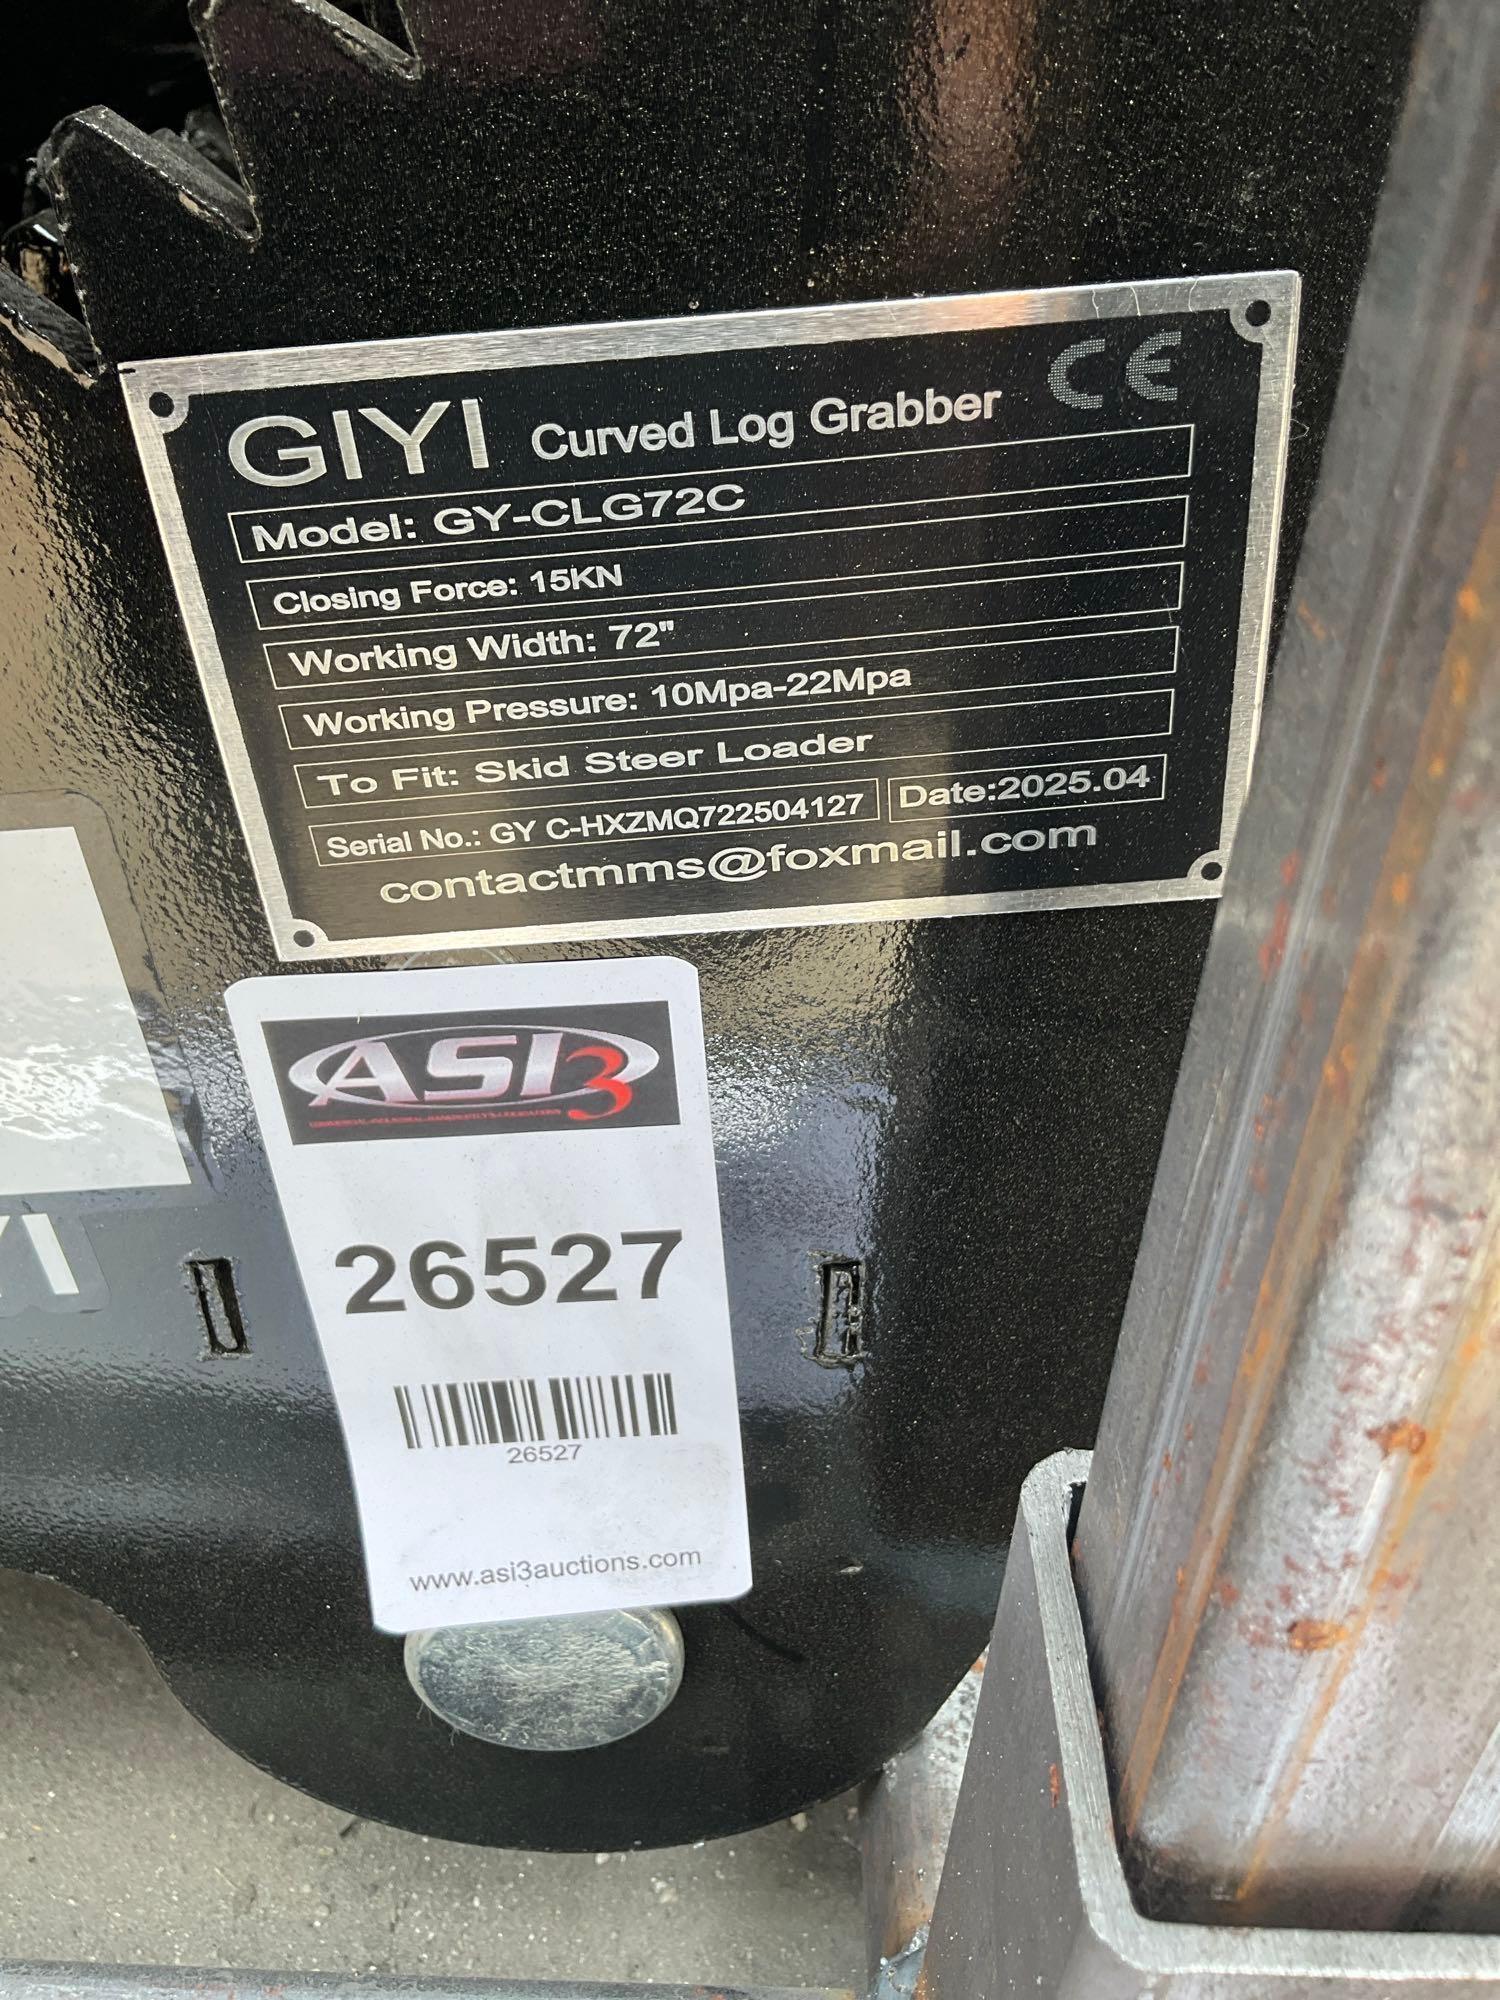 GIYI Curved Log Grabber CE
Model: GY-CLG72C
Closing Force: 15KN
Working Width: 72"
Working Pressure: 10Mpa-22Mpa
To Fit: Skid Steer Loader
Serial No.: GY C-HXZMQ722504127 Date:2025.04
contactmms@foxmail.com
ASI3
26527
26527
www.asi3auctions.com
YI